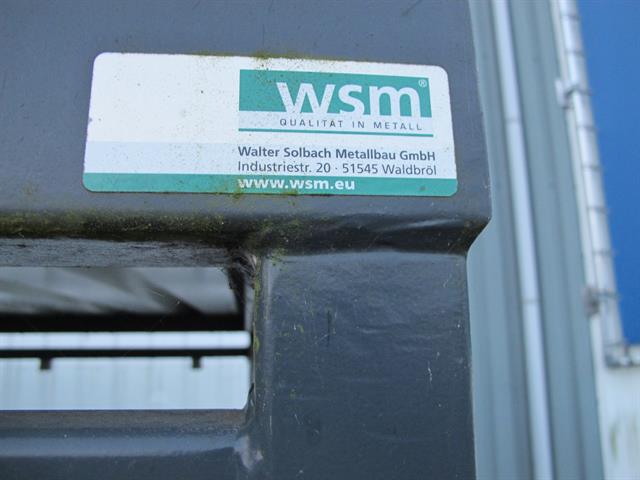 wsm®
QUALITÄT IN METALL
Walter Solbach Metallbau GmbH
Industriestr. 20 · 51545 Waldbröl
www.wsm.eu